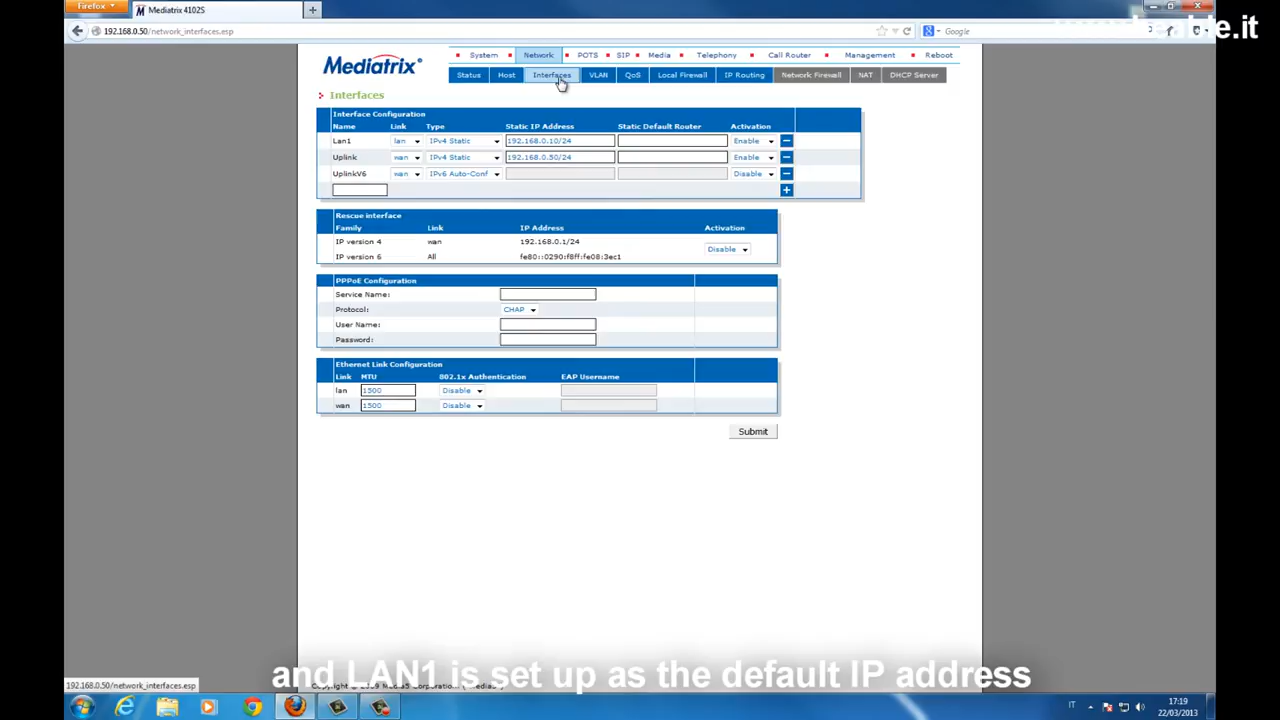 Firefox
Mediatrix 4102S
192.168.0.50/network_interfaces.esp
Google
Mediatrix
System Network POTS SIP Media Telephony Call Router Management Reboot
Status Host Interfaces VLAN QoS Local Firewall IP Routing Network Firewall NAT DHCP Server
Interfaces
Interface Configuration
Name Link Type Static IP Address Static Default Router Activation
Lan1 lan IPv4 Static 192.168.0.10/24 Enable
Uplink wan IPv4 Static 192.168.0.50/24 Enable
UplinkV6 wan IPv6 Auto-Conf Disable
Rescue interface
Family Link IP Address Activation
IP version 4 wan 192.168.0.1/24
Disable
IP version 6 All fe80::0290:f8ff:fe08:3ec1
PPPoE Configuration
Service Name:
Protocol: CHAP
User Name:
Password:
Ethernet Link Configuration
Link MTU 802.1x Authentication EAP Username
lan 1500 Disable
wan 1500 Disable
Submit
and LAN1 is set up as the default IP address
192.168.0.50/network_interfaces.esp
IT 17:19
22/03/2013